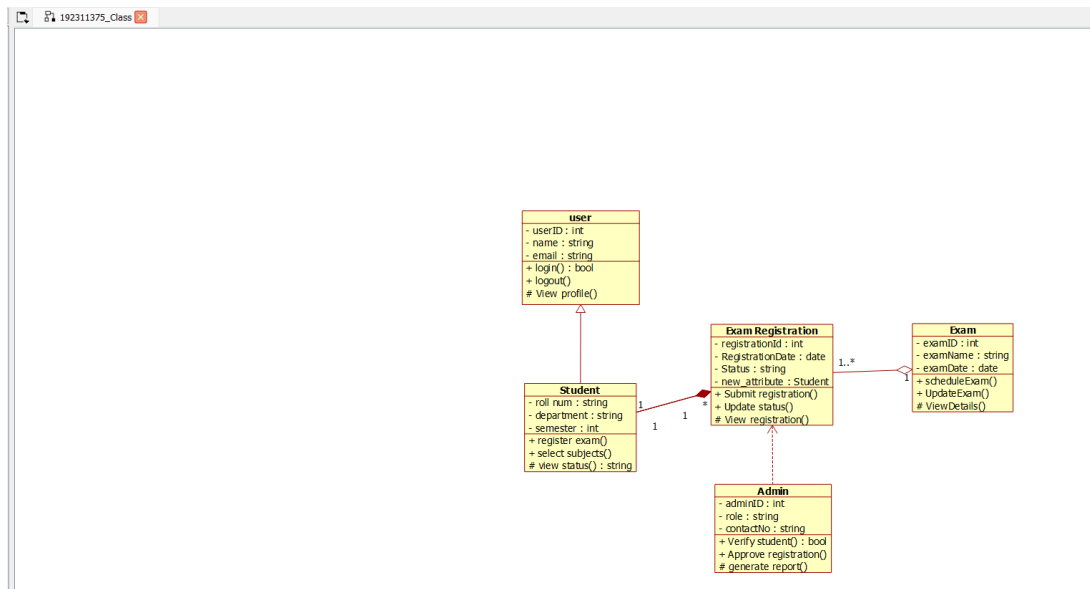 192311375_Class
user
- userID : int
- name : string
- email : string
+ login() : bool
+ logout()
# View profile()
Student
- roll num : string
- department : string
- semester : int
+ register exam()
+ select subjects()
# view status() : string
1
1
1
*
Exam Registration
- registrationId : int
- RegistrationDate : date
- Status : string
- new_attribute : Student
+ Submit registration()
+ Update status()
# View registration()
1..*
1
Exam
- examID : int
- examName : string
- examDate : date
+ scheduleExam()
+ UpdateExam()
# ViewDetails()
Admin
- adminID : int
- role : string
- contactNo : string
+ Verify student() : bool
+ Approve registration()
# generate report()